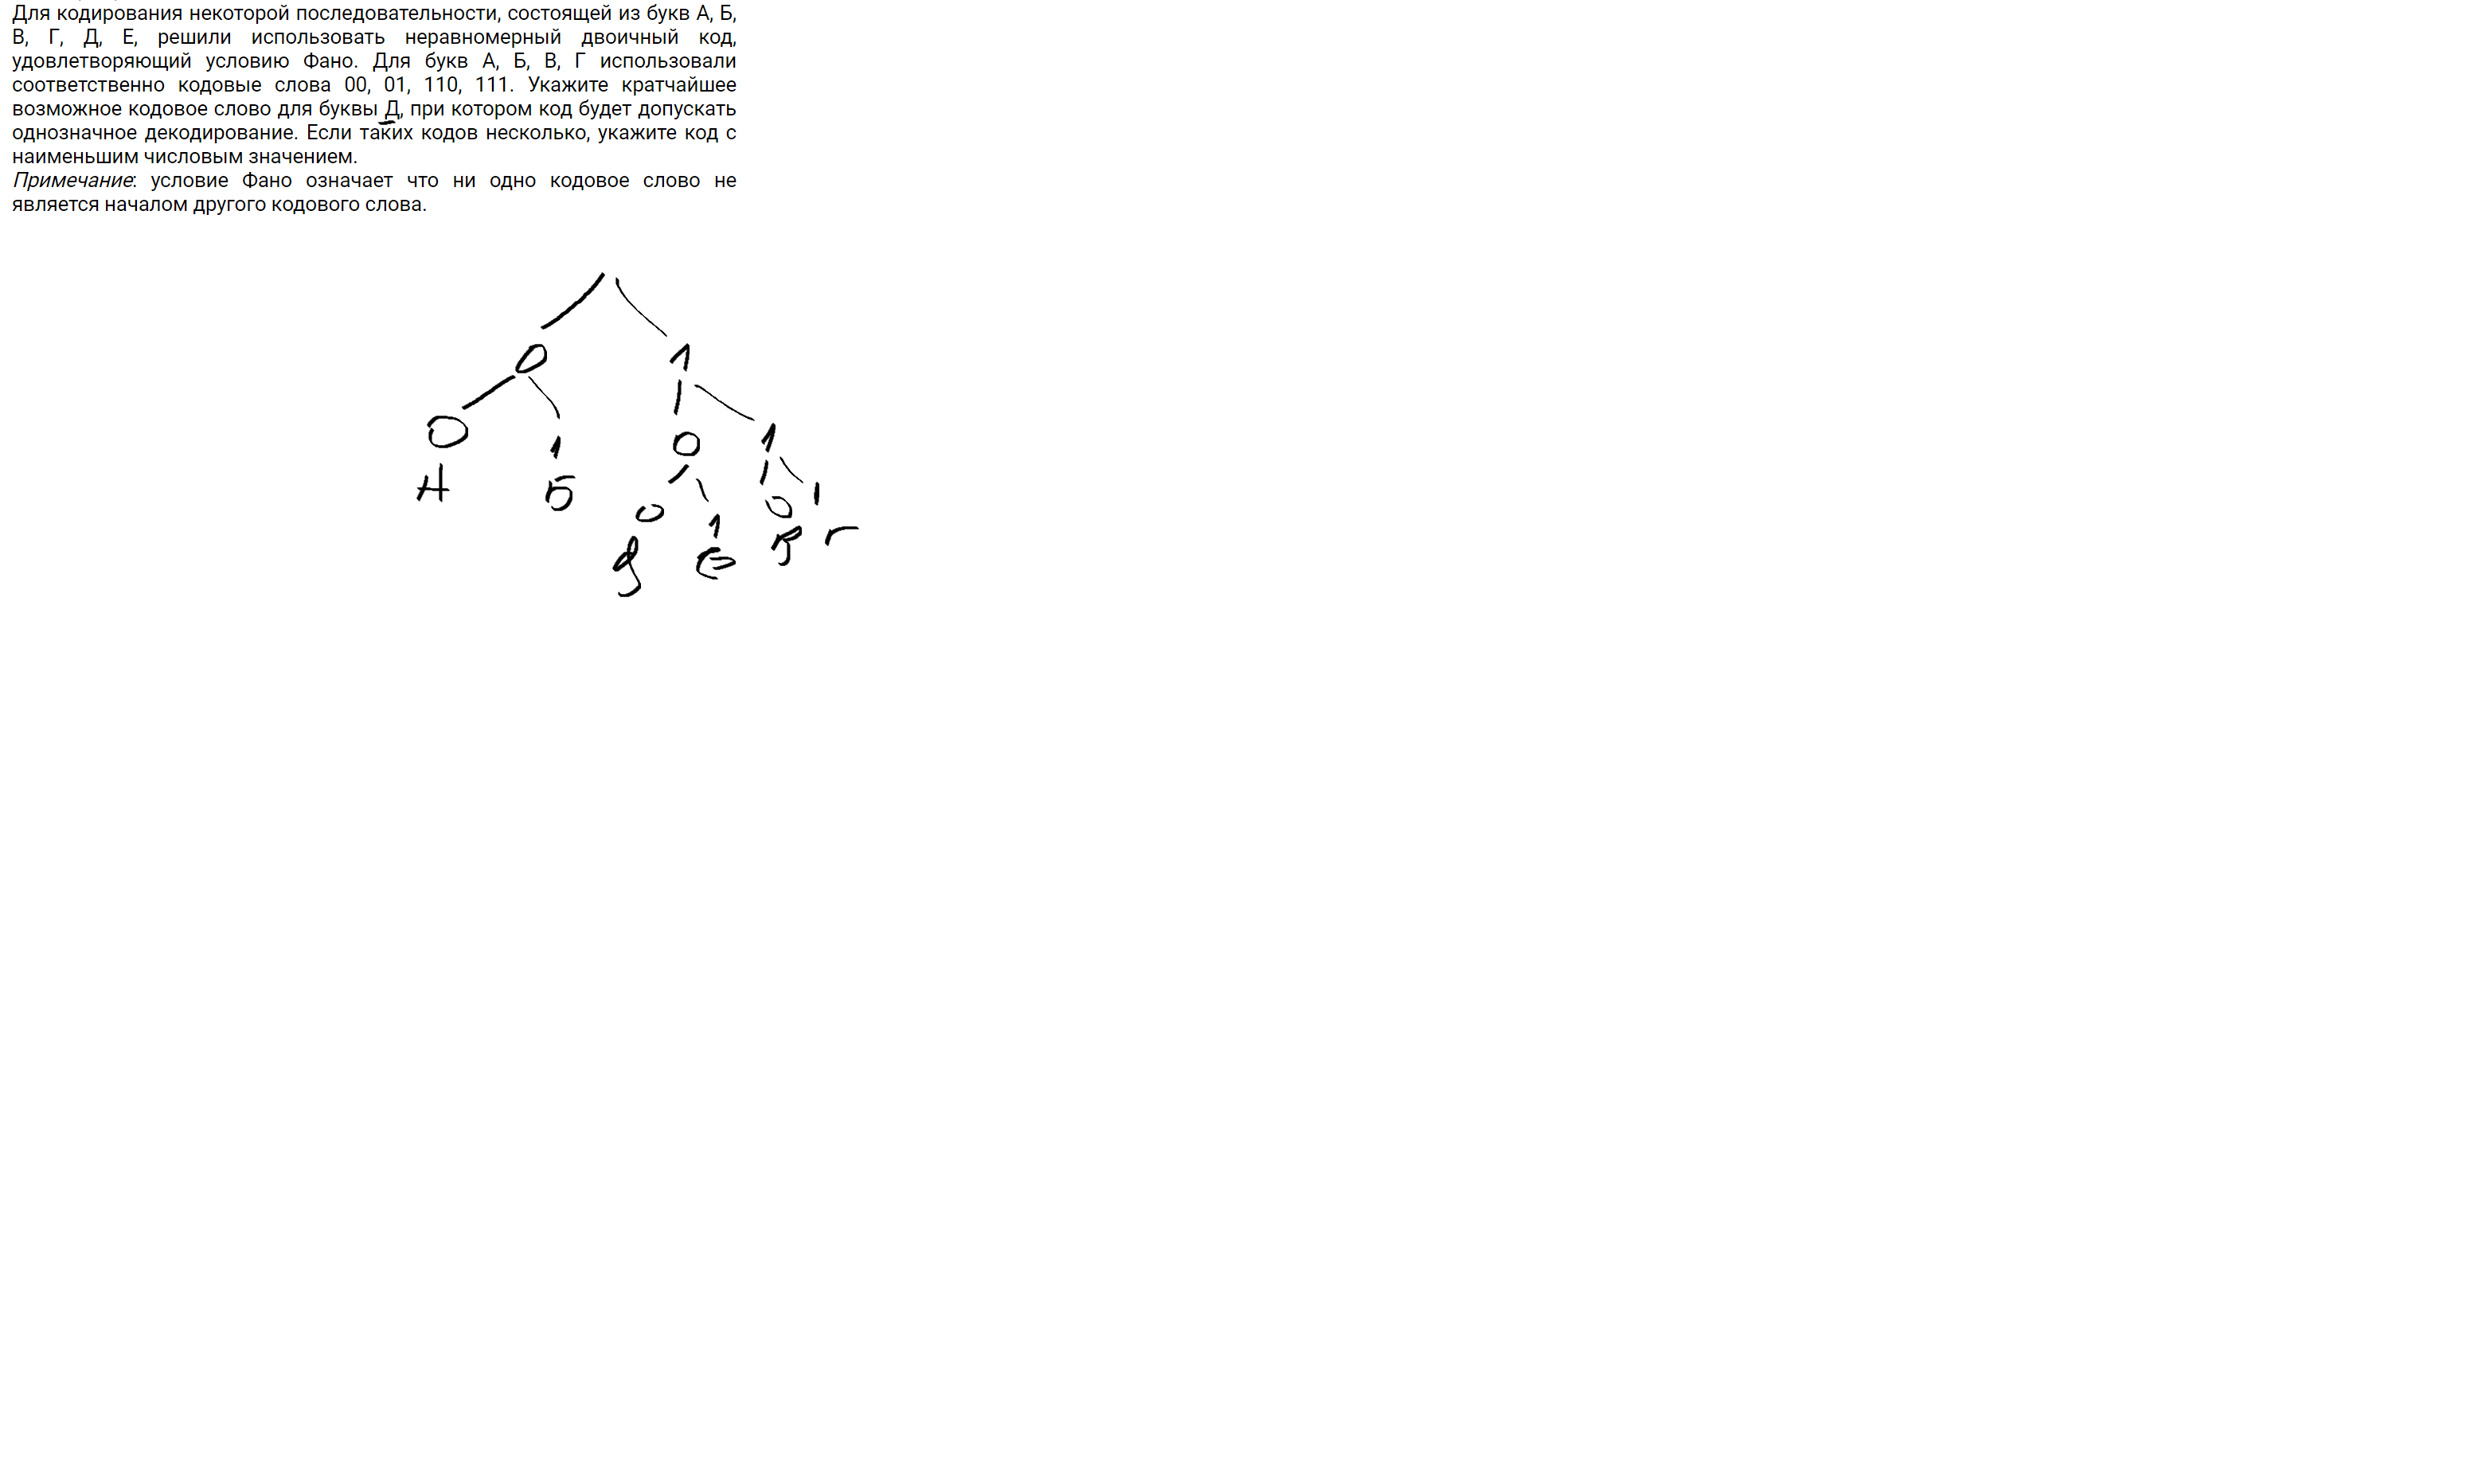 Для кодирования некоторой последовательности, состоящей из букв А, Б,
В, Г, Д, Е, решили использовать неравномерный двоичный код,
удовлетворяющий условию Фано. Для букв А, Б, В, Г использовали
соответственно кодовые слова 00, 01, 110, 111. Укажите кратчайшее
возможное кодовое слово для буквы Д, при котором код будет допускать
однозначное декодирование. Если таких кодов несколько, укажите код с
наименьшим числовым значением.
Примечание: условие Фано означает что ни одно кодовое слово не
является началом другого кодового слова.
0 1
0 1 0 1
А Б 0 1 0 1
Д Е В Г